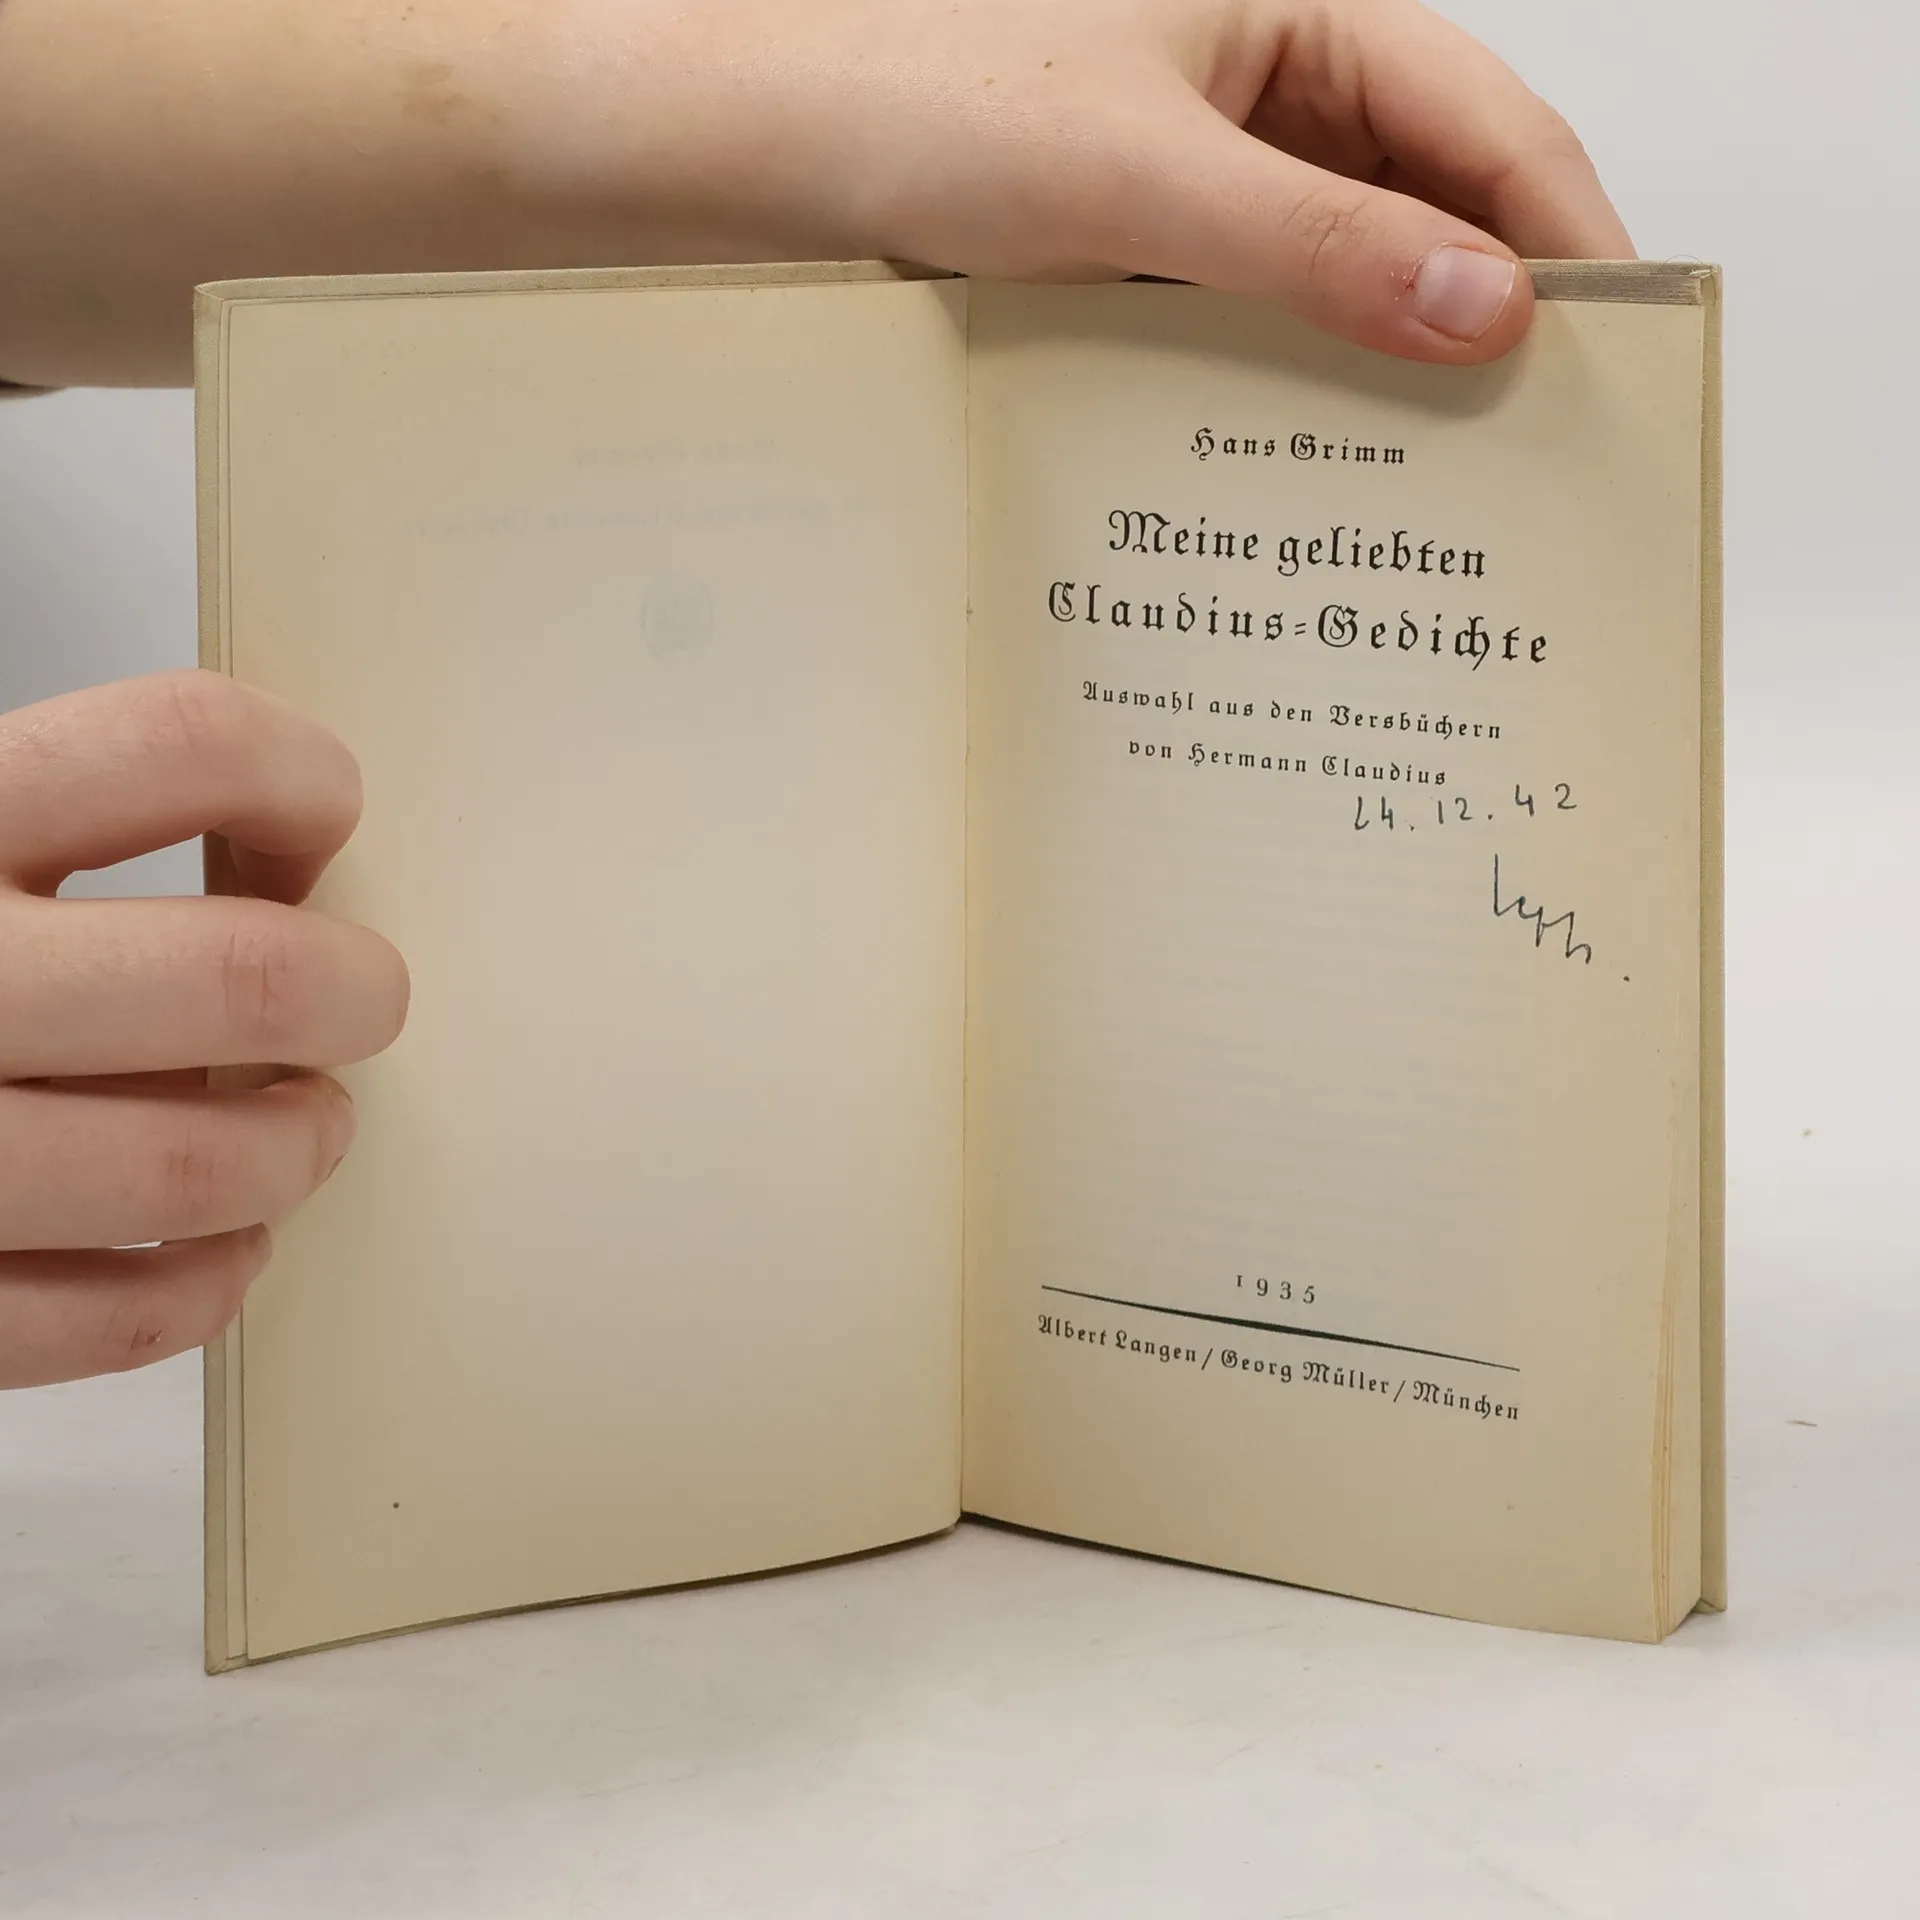 Hans Grimm
Meine geliebten
Claudius-Gedichte
Auswahl aus den Versbüchern
von Hermann Claudius
24.12.42
1935
Albert Langen / Georg Müller / München